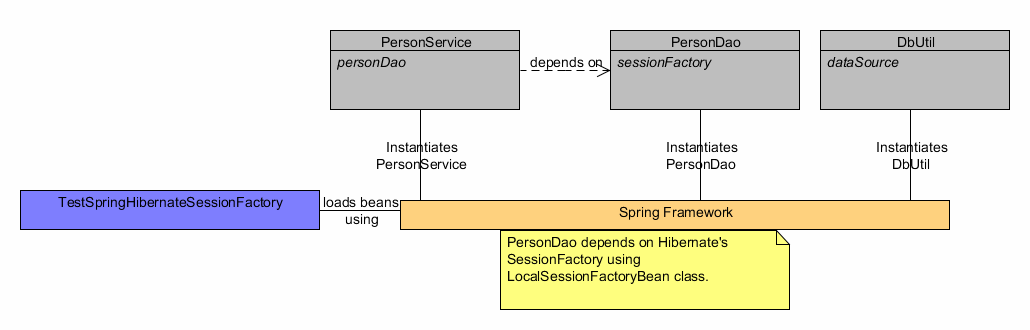 PersonService
personDao
depends on
PersonDao
sessionFactory
DbUtil
dataSource
Instantiates
PersonService
Instantiates
PersonDao
Instantiates
DbUtil
TestSpringHibernateSessionFactory
loads beans
using
Spring Framework
PersonDao depends on Hibernate's
SessionFactory using
LocalSessionFactoryBean class.